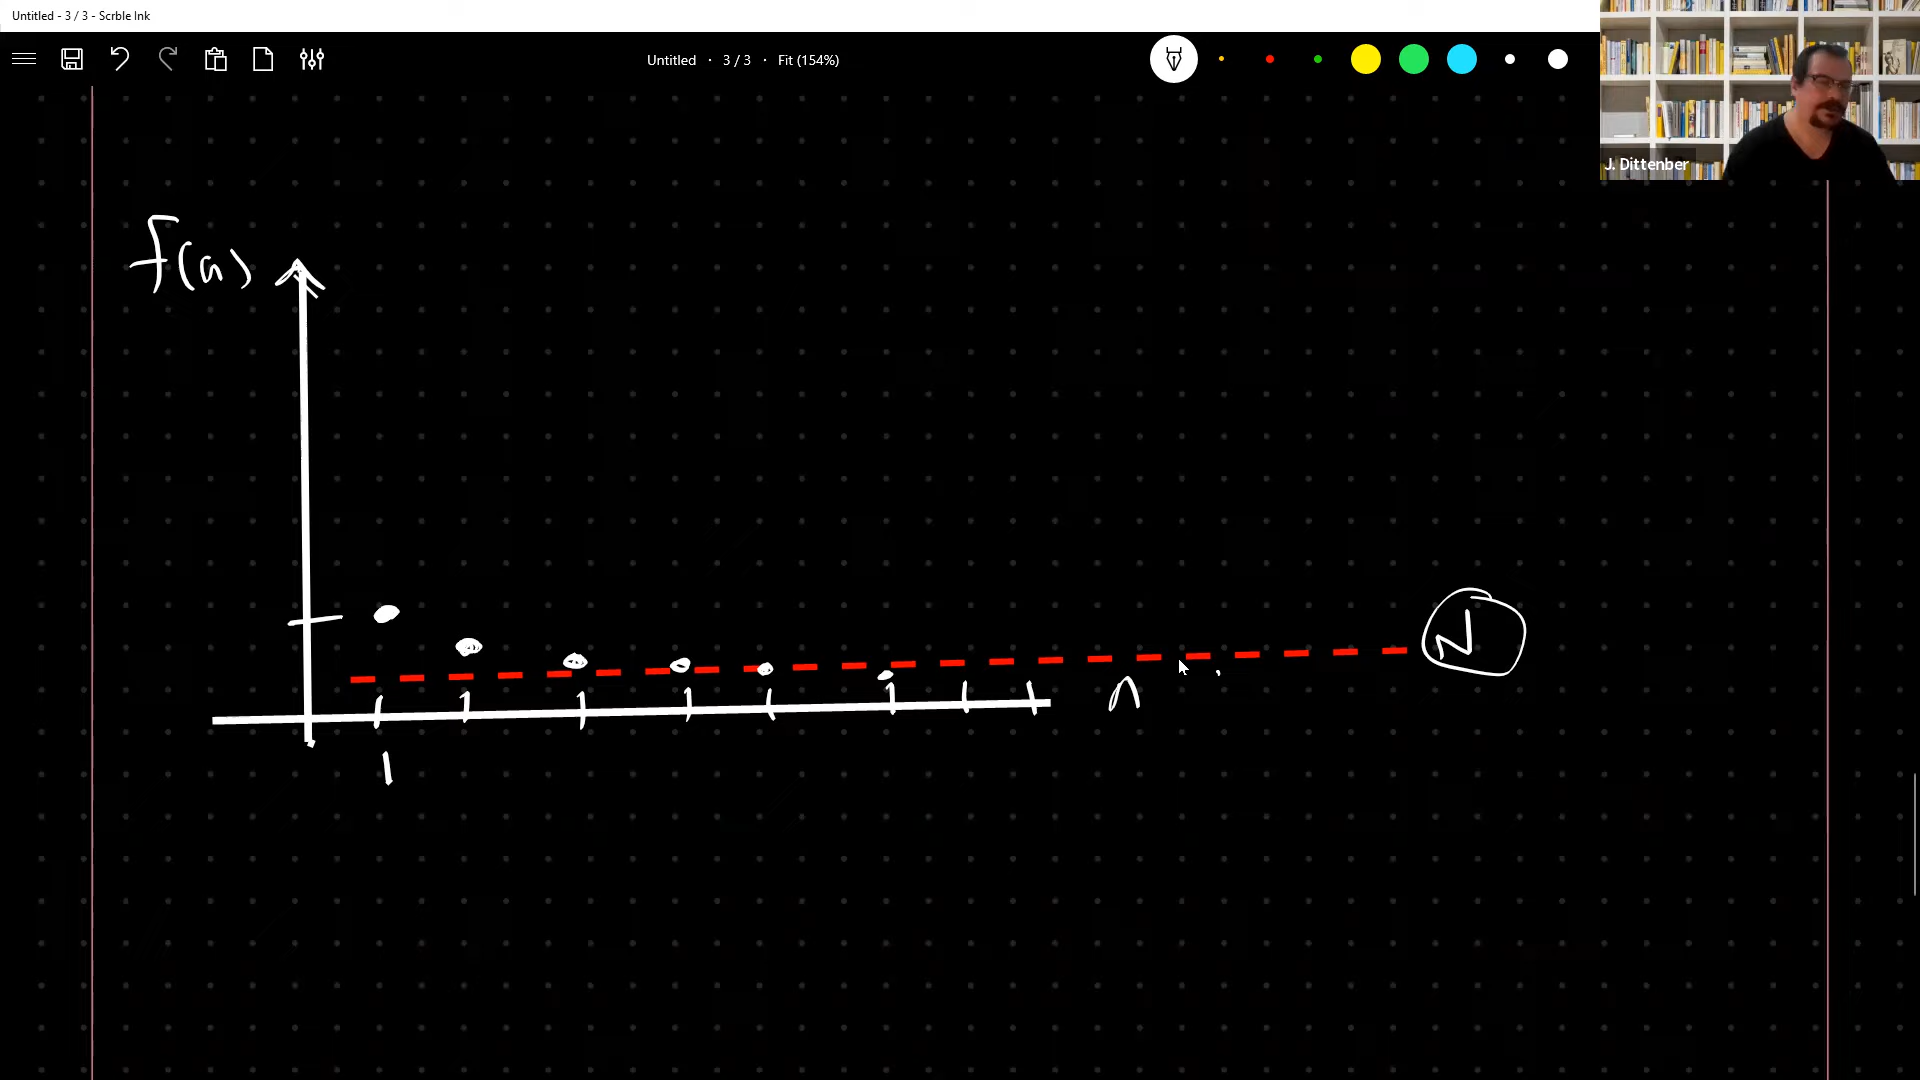 Untitled - 3 / 3 - Scrble Ink
Untitled · 3 / 3 · Fit (154%)
J. Dittenber
f(a)
N
n
1